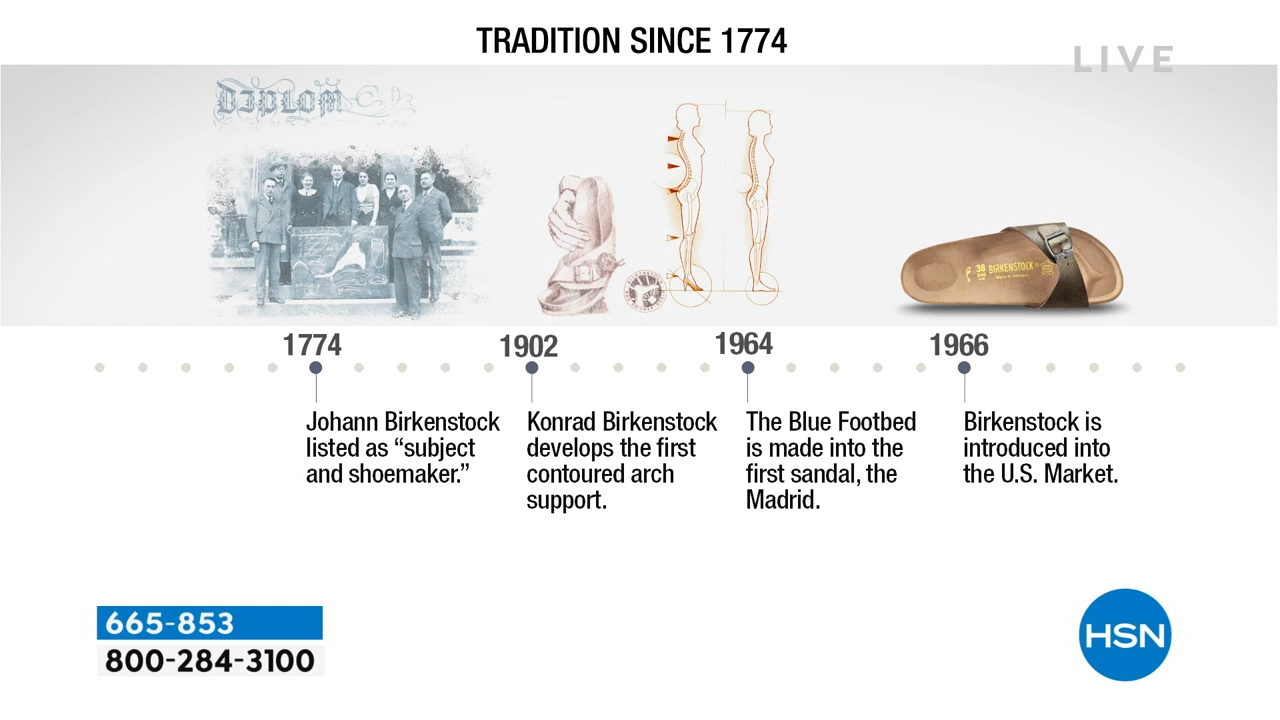 TRADITION SINCE 1774
LIVE
Diplom
38
BIRKENSTOCK
1774
1902
1964
1966
Johann Birkenstock
listed as “subject
and shoemaker.”
Konrad Birkenstock
develops the first
contoured arch
support.
The Blue Footbed
is made into the
first sandal, the
Madrid.
Birkenstock is
introduced into
the U.S. Market.
665-853
800-284-3100
HSN